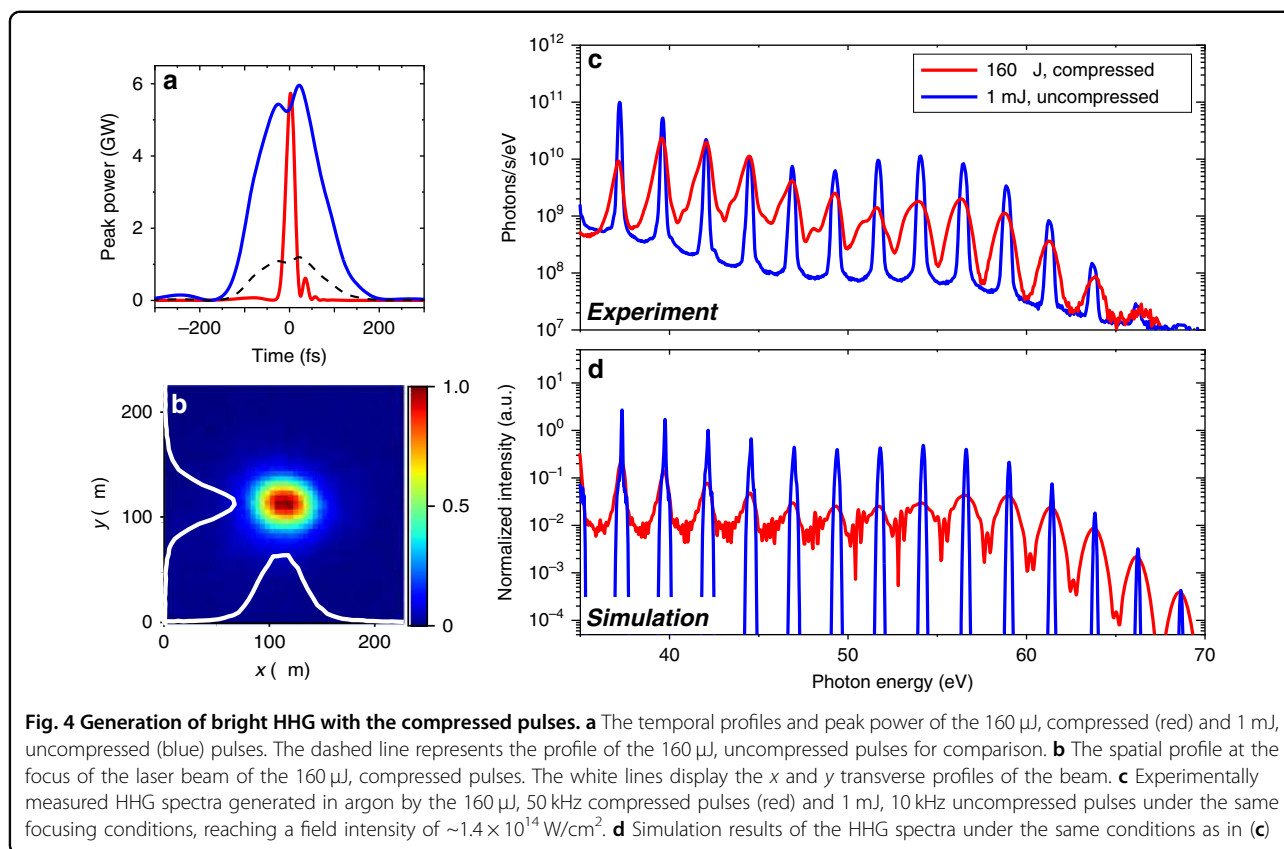 a
Peak power (GW)
6
4
2
0
−200
0
200
Time (fs)
b
1.0
0.5
0
y ( m)
200
100
0
0
100
200
x ( m)
c
160 J, compressed
1 mJ, uncompressed
Photons/s/eV
10^12
10^11
10^10
10^9
10^8
10^7
Experiment
d
Normalized intensity (a.u.)
10^1
10^0
10^−1
10^−2
10^−3
10^−4
Simulation
40
50
60
70
Photon energy (eV)
Fig. 4 Generation of bright HHG with the compressed pulses. a The temporal profiles and peak power of the 160 µJ, compressed (red) and 1 mJ,
uncompressed (blue) pulses. The dashed line represents the profile of the 160 µJ, uncompressed pulses for comparison. b The spatial profile at the
focus of the laser beam of the 160 µJ, compressed pulses. The white lines display the x and y transverse profiles of the beam. c Experimentally
measured HHG spectra generated in argon by the 160 µJ, 50 kHz compressed pulses (red) and 1 mJ, 10 kHz uncompressed pulses under the same
focusing conditions, reaching a field intensity of ~1.4 × 10^14 W/cm². d Simulation results of the HHG spectra under the same conditions as in (c)